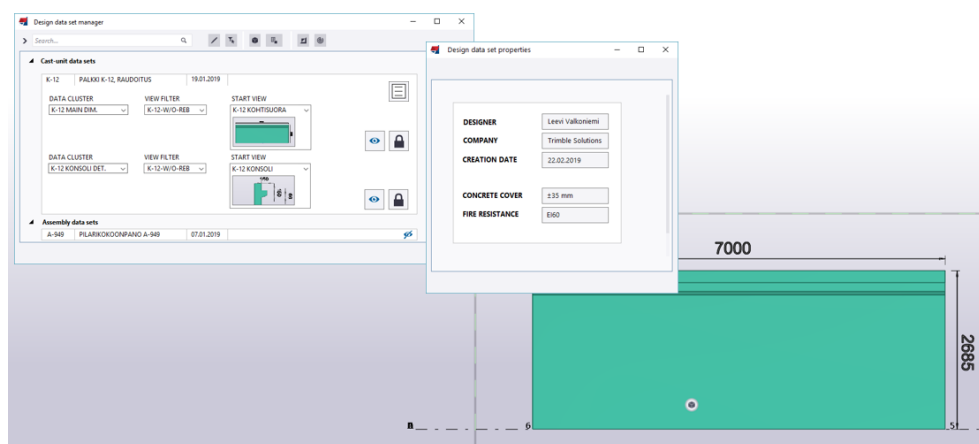 Design data set manager
Search...
Cast-unit data sets
K-12 PALKKI K-12, RAUDOITUS 19.01.2019
DATA CLUSTER VIEW FILTER START VIEW
K-12 MAIN DIM. K-12-W/O-REB K-12 KOHTISUORA
DATA CLUSTER VIEW FILTER START VIEW
K-12 KONSOLI DET. K-12-W/O-REB K-12 KONSOLI
Assembly data sets
A-949 PILARIKOKOONPANO A-949 07.01.2019
Design data set properties
DESIGNER Leevi Valkoniemi
COMPANY Trimble Solutions
CREATION DATE 22.02.2019
CONCRETE COVER ±35 mm
FIRE RESISTANCE EI60
7000
2685
6
5